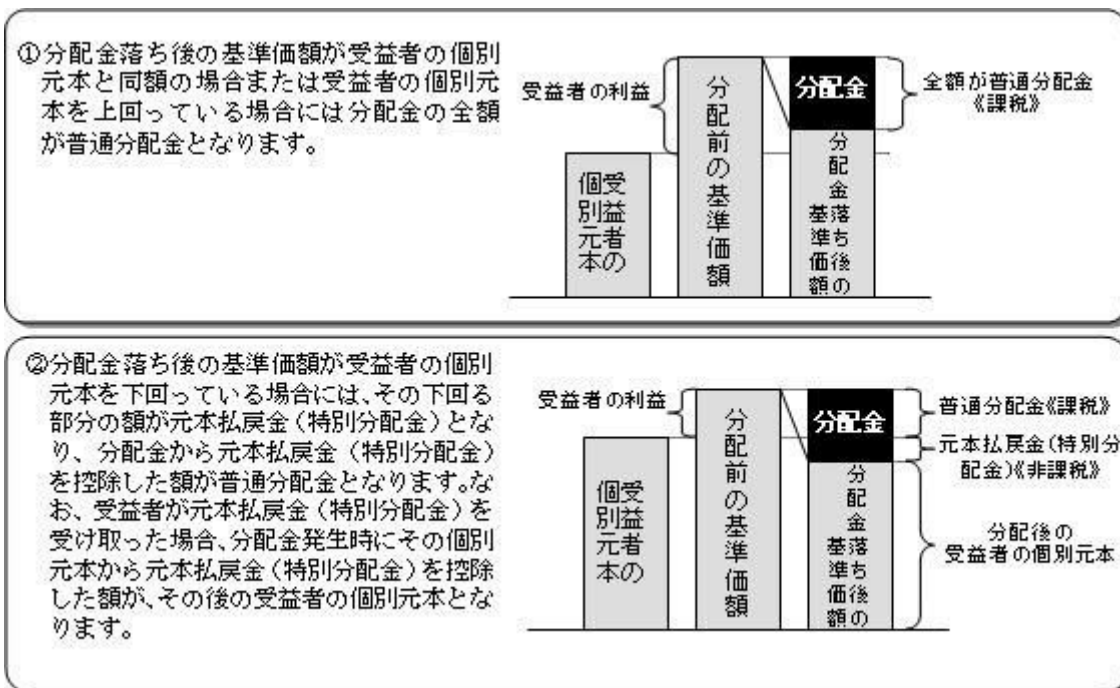 ①分配金落ち後の基準価額が受益者の個別
元本と同額の場合または受益者の個別元
本を上回っている場合には分配金の全額
が普通分配金となります。
受益者の利益
個別元本
受益者の
分配前の基準価額
分配金
分配金落ち後の
基準価額
全額が普通分配金
《課税》
②分配金落ち後の基準価額が受益者の個別
元本を下回っている場合には、その下回る
部分の額が元本払戻金(特別分配金)とな
り、分配金から元本払戻金(特別分配金)
を控除した額が普通分配金となります。な
お、受益者が元本払戻金(特別分配金)を
受け取った場合、分配金発生時にその個別
元本から元本払戻金(特別分配金)を控除
した額が、その後の受益者の個別元本とな
ります。
受益者の利益
受益者の
個別元本
分配前の基準価額
分配金
分配金落ち後の
基準価額
普通分配金《課税》
元本払戻金(特別分
配金)《非課税》
分配後の
受益者の個別元本